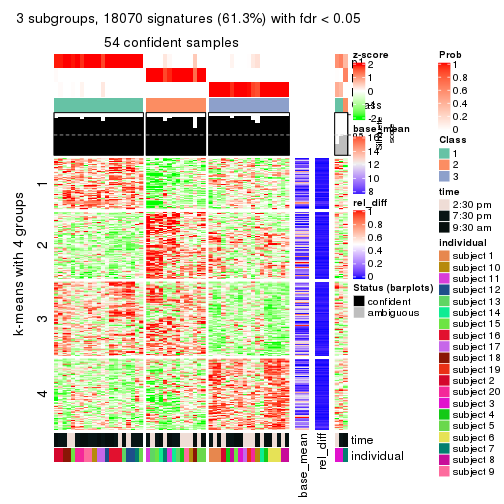 3 subgroups, 18070 signatures (61.3%) with fdr < 0.05
54 confident samples
k-means with 4 groups
1
2
3
4
z-score
2
1
0
-1
-2
base_mean
16
14
12
10
8
rel_diff
1
0.8
0.6
0.4
0.2
0
Status (barplots)
confident
ambiguous
Silhouette
score
time
individual
base_mean
rel_diff
Prob
1
0.8
0.6
0.4
0.2
0
Class
1
2
3
time
2:30 pm
7:30 pm
9:30 am
individual
subject 1
subject 10
subject 11
subject 12
subject 13
subject 14
subject 15
subject 16
subject 17
subject 18
subject 19
subject 2
subject 20
subject 3
subject 4
subject 5
subject 6
subject 7
subject 8
subject 9